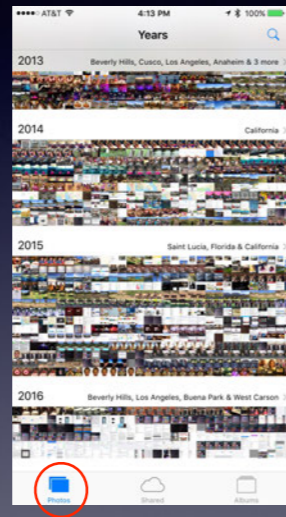 AT&T 4:13 PM 100%
Years
2013 Beverly Hills, Cusco, Los Angeles, Anaheim & 3 more
2014 California
2015 Saint Lucia, Florida & California
2016 Beverly Hills, Los Angeles, Buena Park & West Carson
Photos Shared Albums